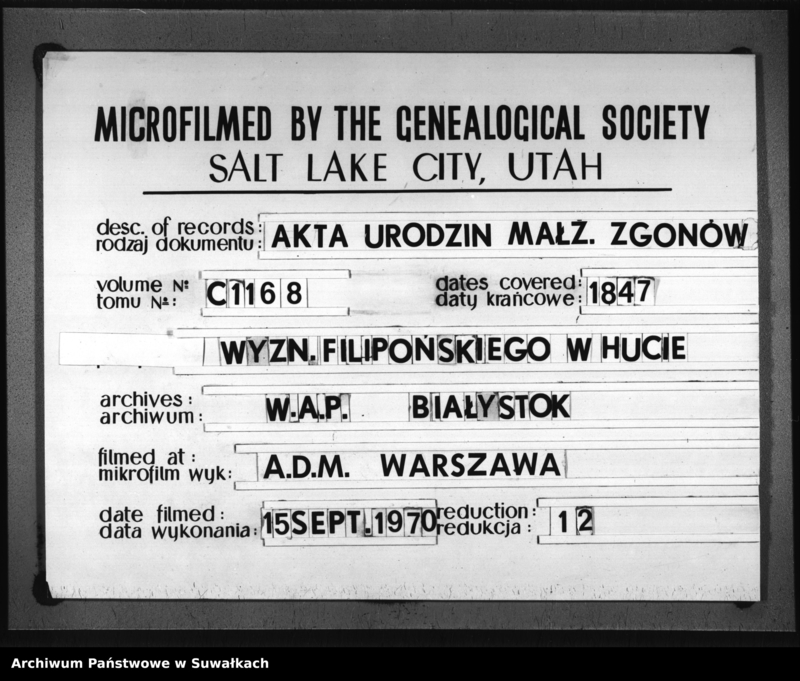 MICROFILMED BY THE GENEALOGICAL SOCIETY
SALT LAKE CITY, UTAH
desc. of records:
rodzaj dokumentu: AKTA URODZIN MAŁŻ. ZGONÓW
volume №
tomu №: C1168
dates covered:
daty krańcowe: 1847
WYZN. FILIPOŃSKIEGO W HUCIE
archives:
archiwum: W.A.P. BIAŁYSTOK
filmed at:
mikrofilm wyk: A.D.M. WARSZAWA
date filmed:
data wykonania: 15 SEPT. 1970
reduction:
redukcja: 12
Archiwum Państwowe w Suwałkach